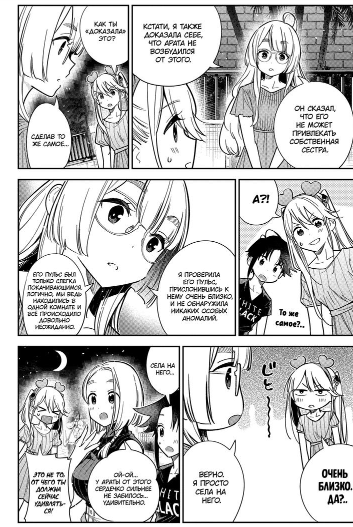 КСТАТИ, Я ТАКЖЕ
ДОКАЗАЛА СЕБЕ,
ЧТО АРАТА НЕ
ВОЗБУДИЛСЯ
ОТ ЭТОГО.
ОН СКАЗАЛ,
ЧТО ЕГО
НЕ МОЖЕТ
ПРИВЛЕКАТЬ
СОБСТВЕННАЯ
СЕСТРА.
КАК ТЫ
«ДОКАЗАЛА»
ЭТО?
СДЕЛАВ ТО
ЖЕ САМОЕ...
А?!
То же
самое?..
Я ПРОВЕРИЛА
ЕГО ПУЛЬС,
ПРИСЛОНИВШИСЬ К
НЕМУ ОЧЕНЬ БЛИЗКО,
И НЕ ОБНАРУЖИЛА
НИКАКИХ ОСОБЫХ
АНОМАЛИЙ.
ЕГО ПУЛЬС БЫЛ
ТОЛЬКО СЛЕГКА
ПОКАЧИВАЮЩИМСЯ.
ЛОГИЧНО, МЫ ВЕДЬ
НАХОДИЛИСЬ В
ОДНОЙ КОМНАТЕ И
ВСЁ ПРОИСХОДИЛО
ДОВОЛЬНО
НЕОЖИДАННО.
ОЧЕНЬ
БЛИЗКО,
ДА?..
ВЕРНО.
Я ПРОСТО
СЕЛА НА
НЕГО.
СЕЛА НА
НЕГО...
ОЙ-ОЙ...
У АРАТЫ ОТ ЭТОГО
СЕРДЕЧКО СИЛЬНЕЕ
НЕ ЗАБИЛОСЬ...
УДИВИТЕЛЬНО.
ЭТО НЕ ТО,
ОТ ЧЕГО ТЫ
ДОЛЖНА
СЕЙЧАС
УДИВЛЯТЬ-
СЯ!